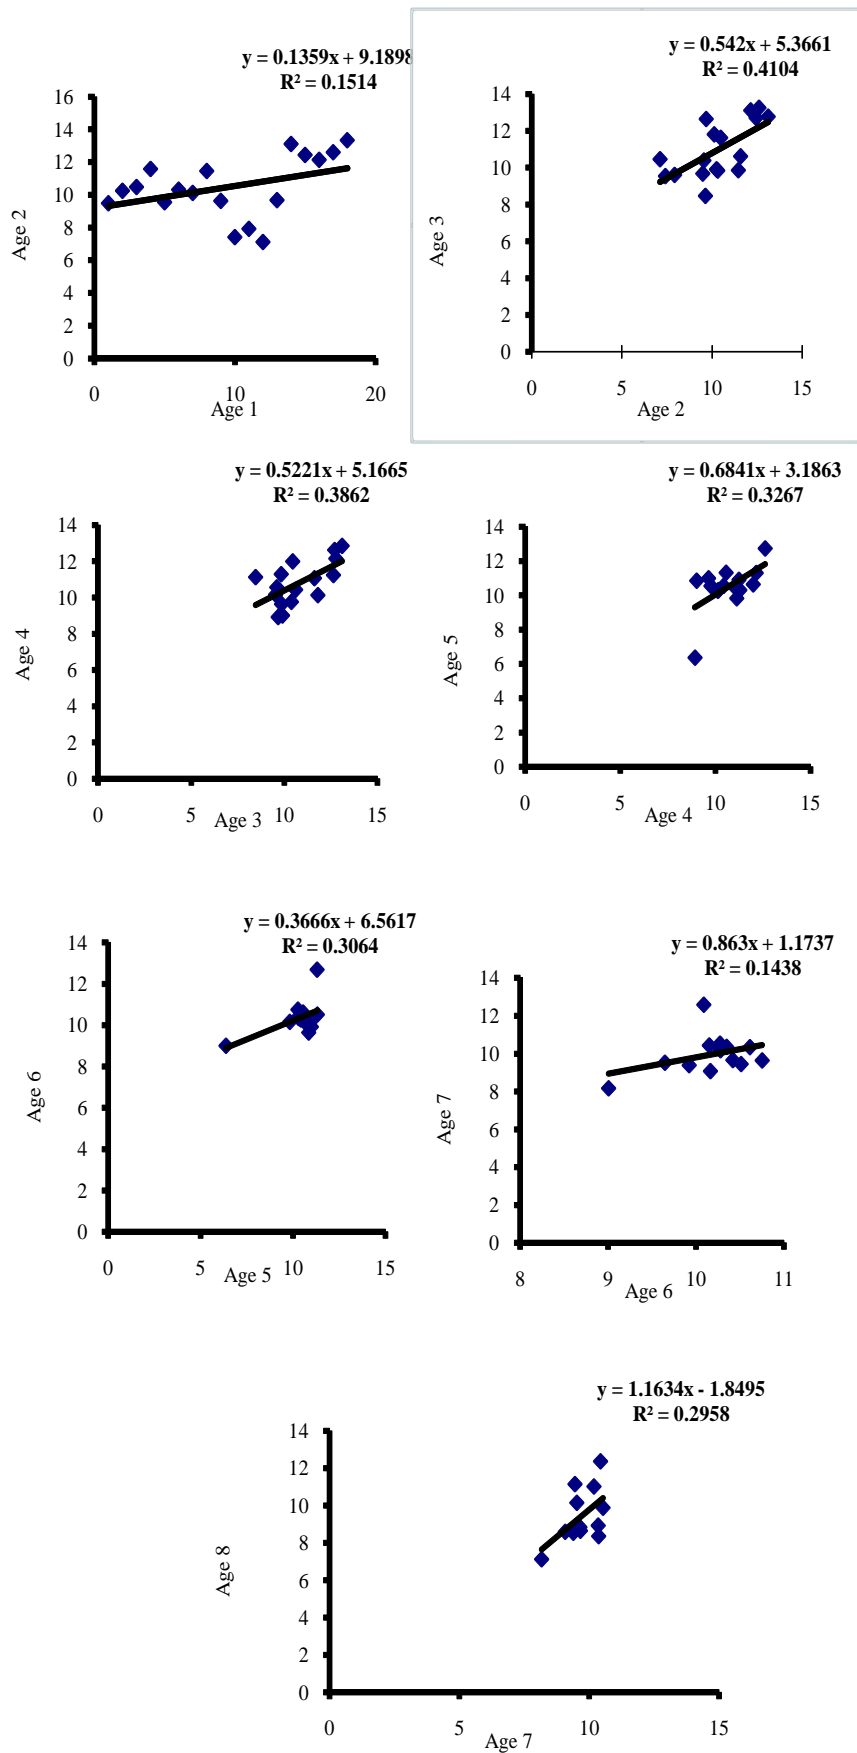 y = 0.1359x + 9.1898
R² = 0.1514
16
14
12
10
8
6
4
2
0
Age 2
0 10 20
Age 1
y = 0.542x + 5.3661
R² = 0.4104
14
12
10
8
6
4
2
0
Age 3
0 5 10 15
Age 2
y = 0.5221x + 5.1665
R² = 0.3862
14
12
10
8
6
4
2
0
Age 4
0 5 10 15
Age 3
y = 0.6841x + 3.1863
R² = 0.3267
14
12
10
8
6
4
2
0
Age 5
0 5 10 15
Age 4
y = 0.3666x + 6.5617
R² = 0.3064
14
12
10
8
6
4
2
0
Age 6
0 5 10 15
Age 5
y = 0.863x + 1.1737
R² = 0.1438
14
12
10
8
6
4
2
0
Age 7
8 9 10 11
Age 6
y = 1.1634x - 1.8495
R² = 0.2958
14
12
10
8
6
4
2
0
Age 8
0 5 10 15
Age 7